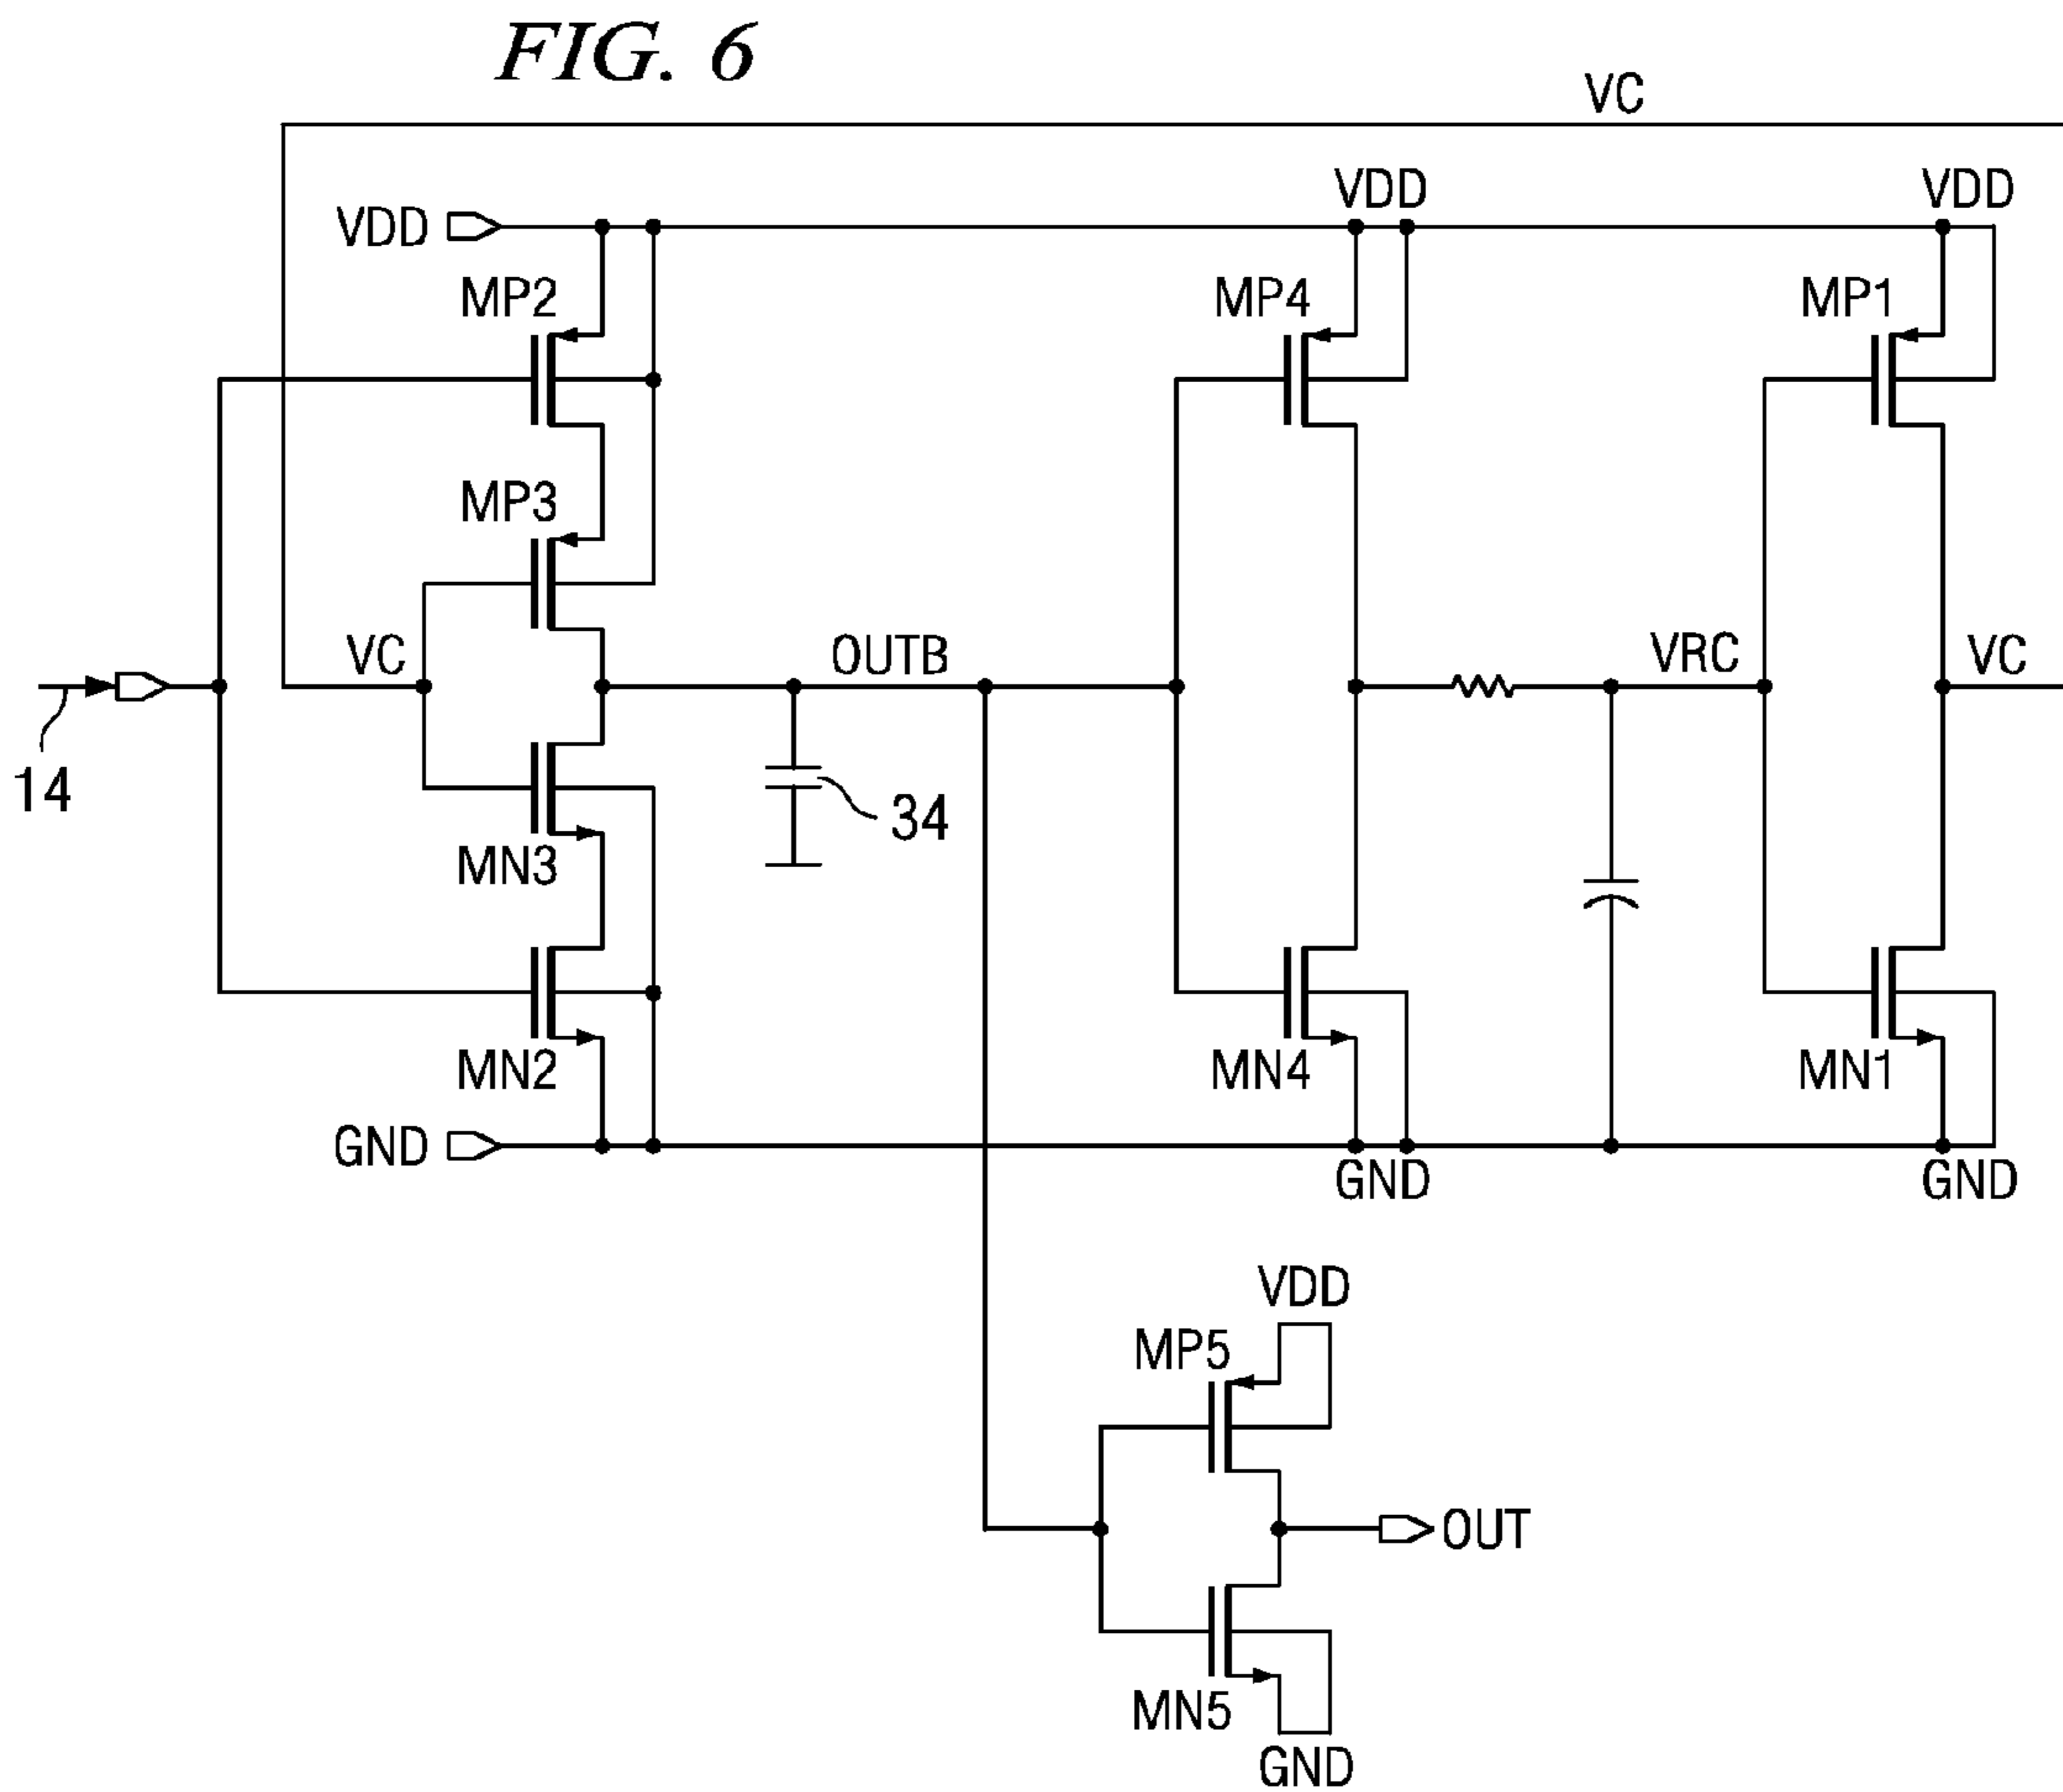 FIG. 6
VC
VDD
VDD
VDD
MP2
MP4
MP1
MP3
VC
OUTB
VRC
VC
14
34
MN3
MN2
MN4
MN1
GND
GND
GND
VDD
MP5
OUT
MN5
GND